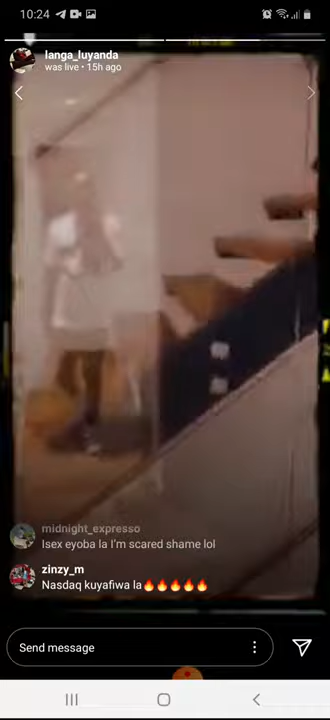 10:24
langa_luyanda
was live • 15h ago
midnight_expresso
Isex eyoba la I'm scared shame lol
zinzy_m
Nasdaq kuyafiwa la🔥🔥🔥🔥🔥
Send message